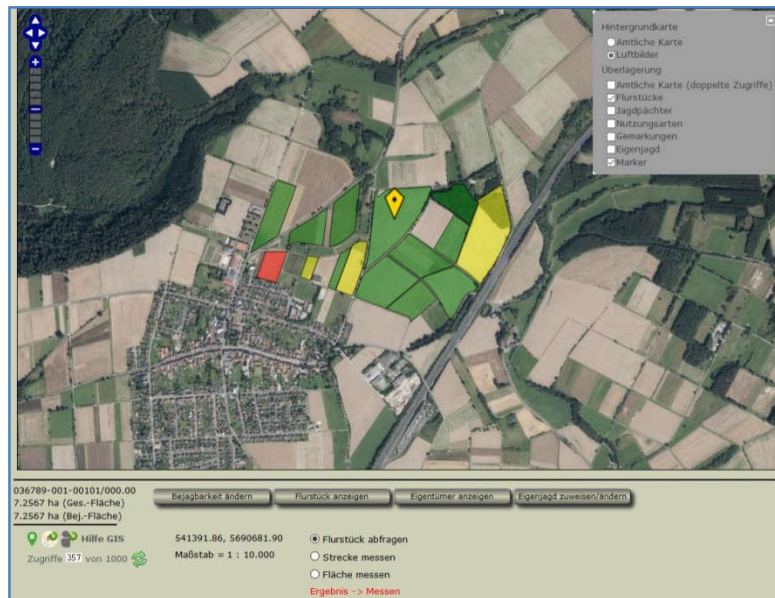 Hintergrundkarte
Amtliche Karte
Luftbilder
Überlagerung
Amtliche Karte (doppelte Zugriffe)
Flurstücke
Jagdpächter
Nutzungsarten
Gemarkungen
Eigenjagd
Marker
036789-001-00101/000.00
7.2567 ha (Ges.-Fläche)
7.2567 ha (Bej.-Fläche)
Bejagbarkeit ändern
Flurstück anzeigen
Eigentümer anzeigen
Eigenjagd zuweisen/ändern
Hilfe GIS
Zugriffe 357 von 1000
541391.86, 5690681.90
Maßstab = 1 : 10.000
Flurstück abfragen
Strecke messen
Fläche messen
Ergebnis -> Messen